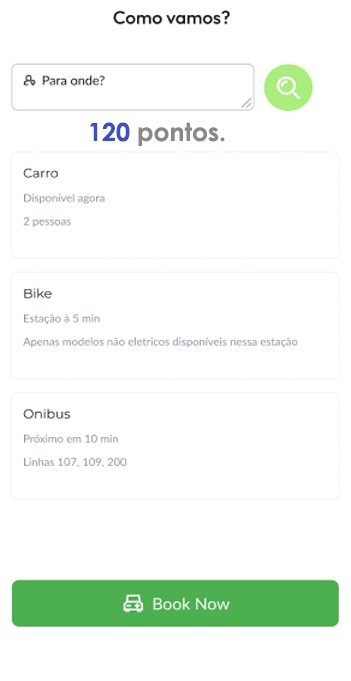 Como vamos?
Para onde?
120 pontos.
Carro
Disponível agora
2 pessoas
Bike
Estação à 5 min
Apenas modelos não eletricos disponíveis nessa estação
Onibus
Próximo em 10 min
Linhas 107, 109, 200
Book Now